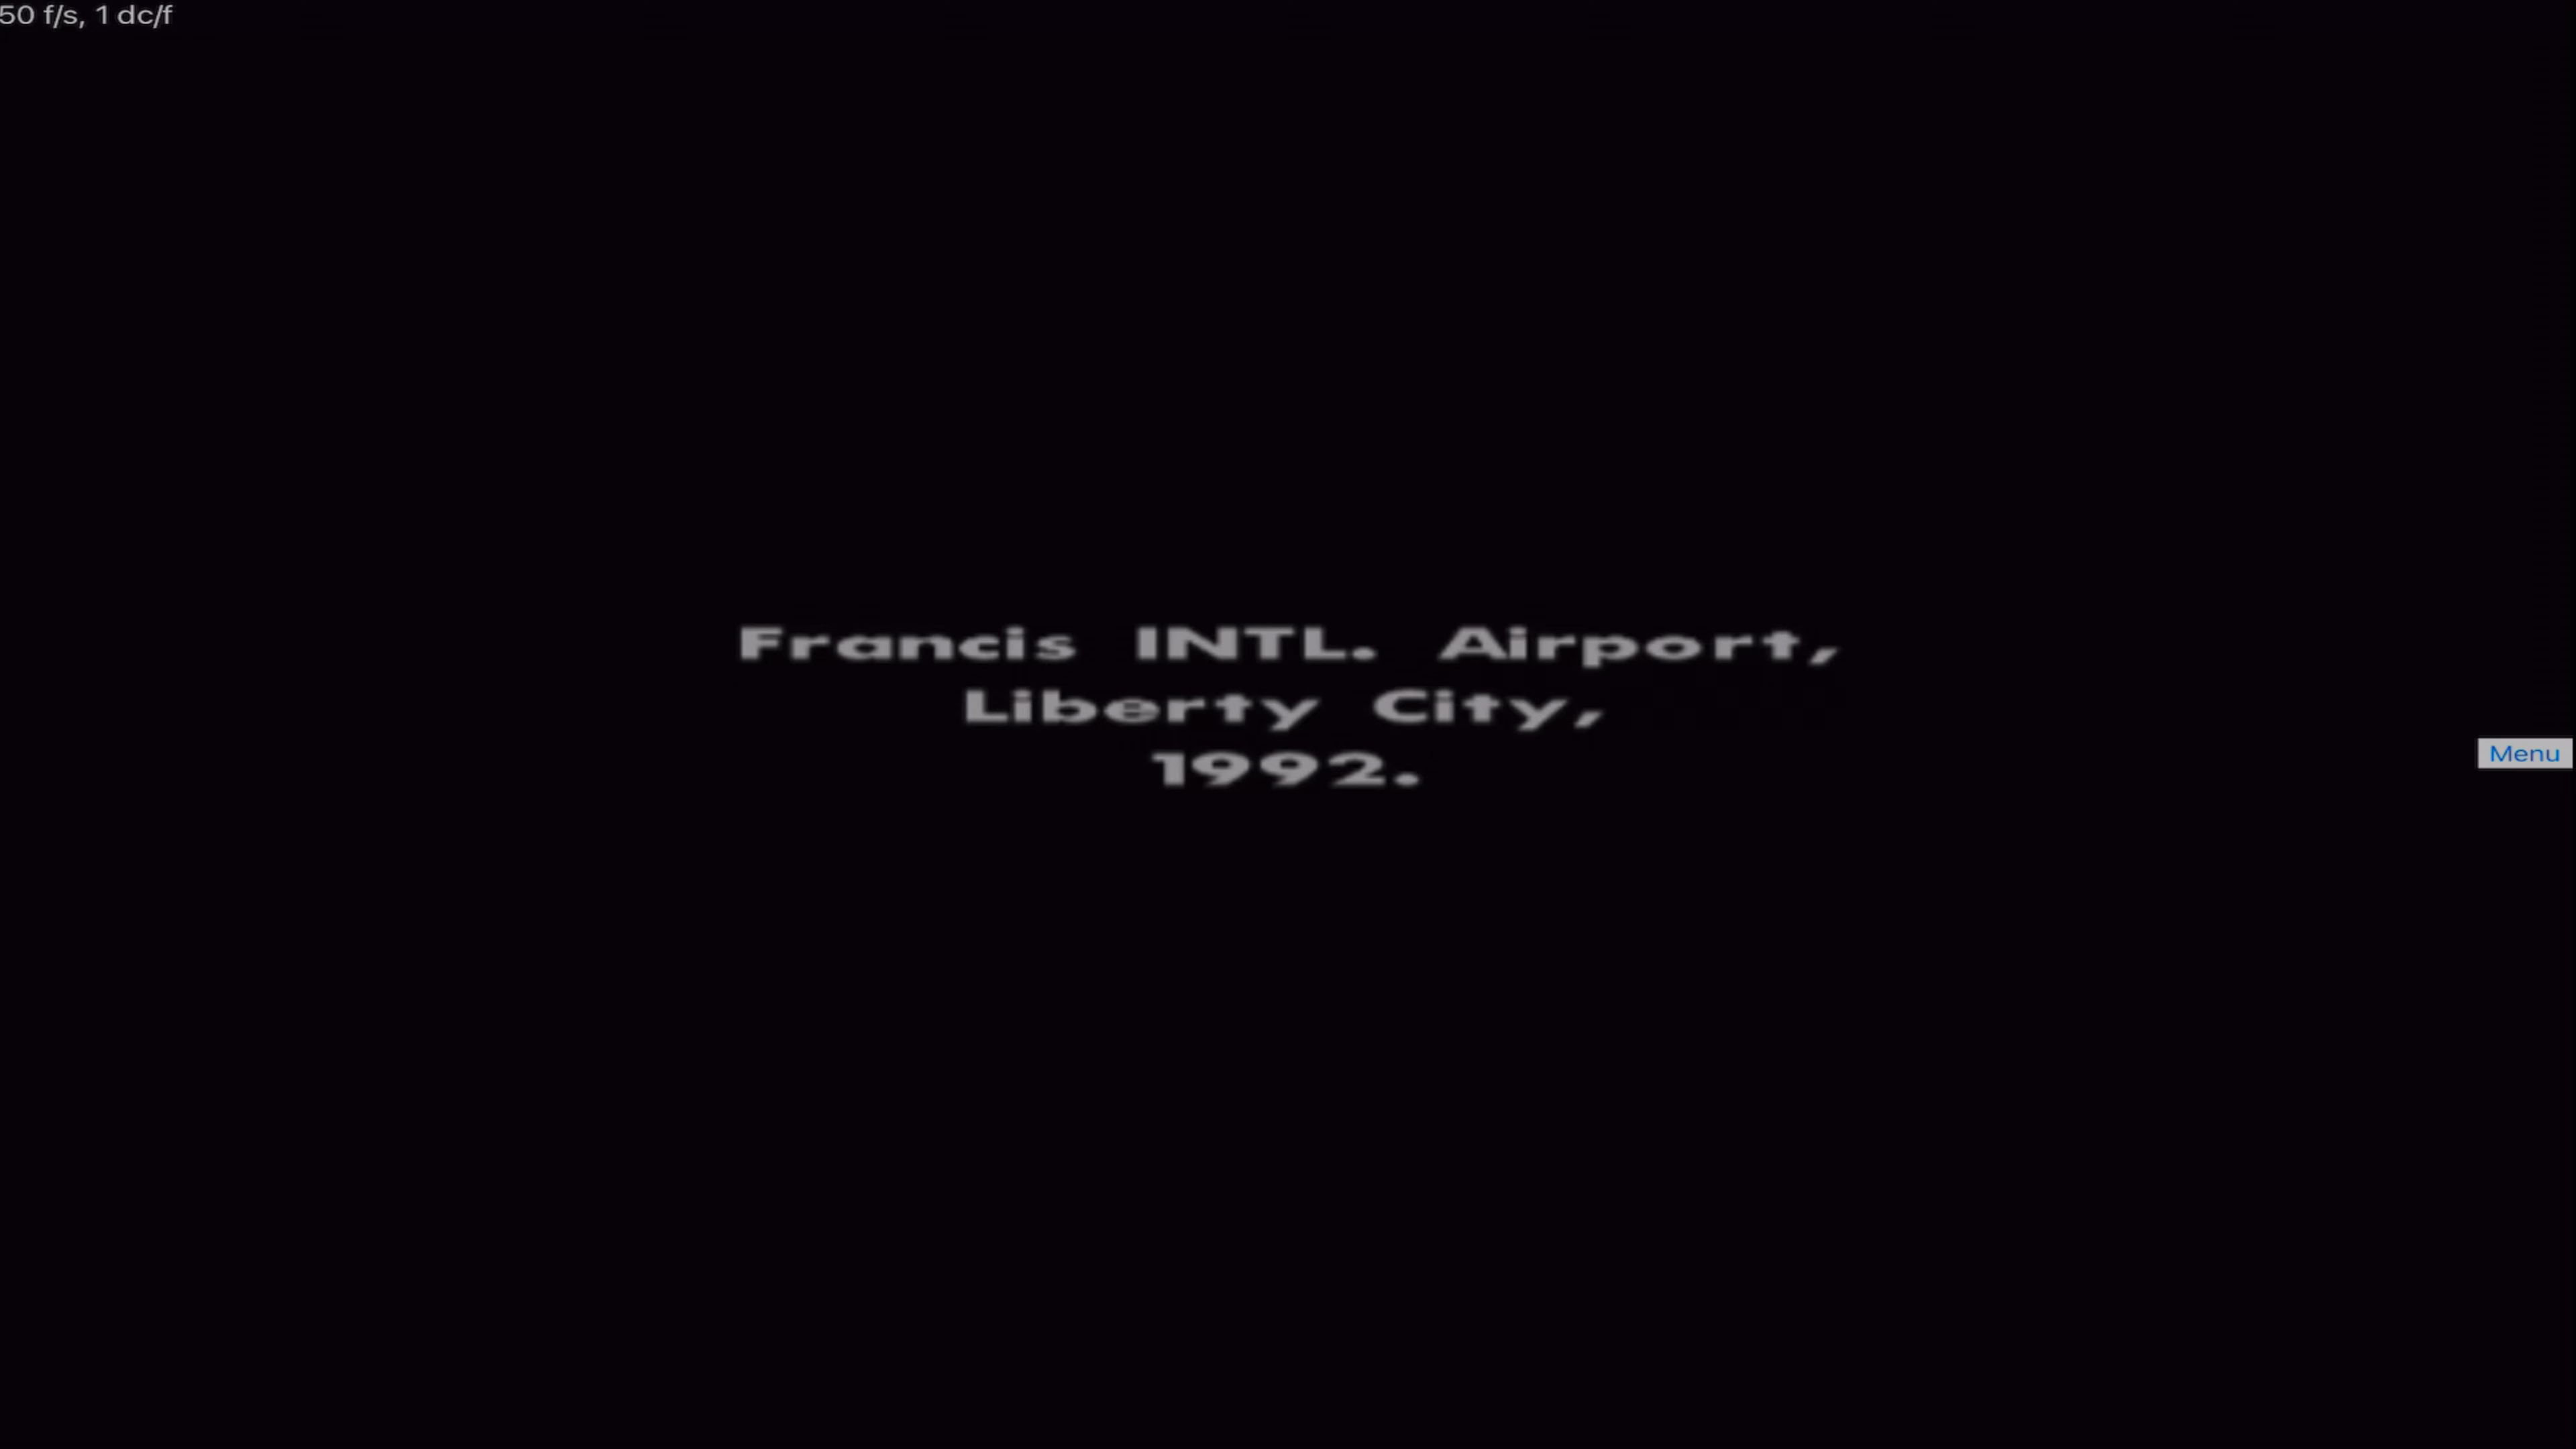 50 f/s, 1 dc/f
Francis INTL. Airport,
Liberty City,
1992.
Menu